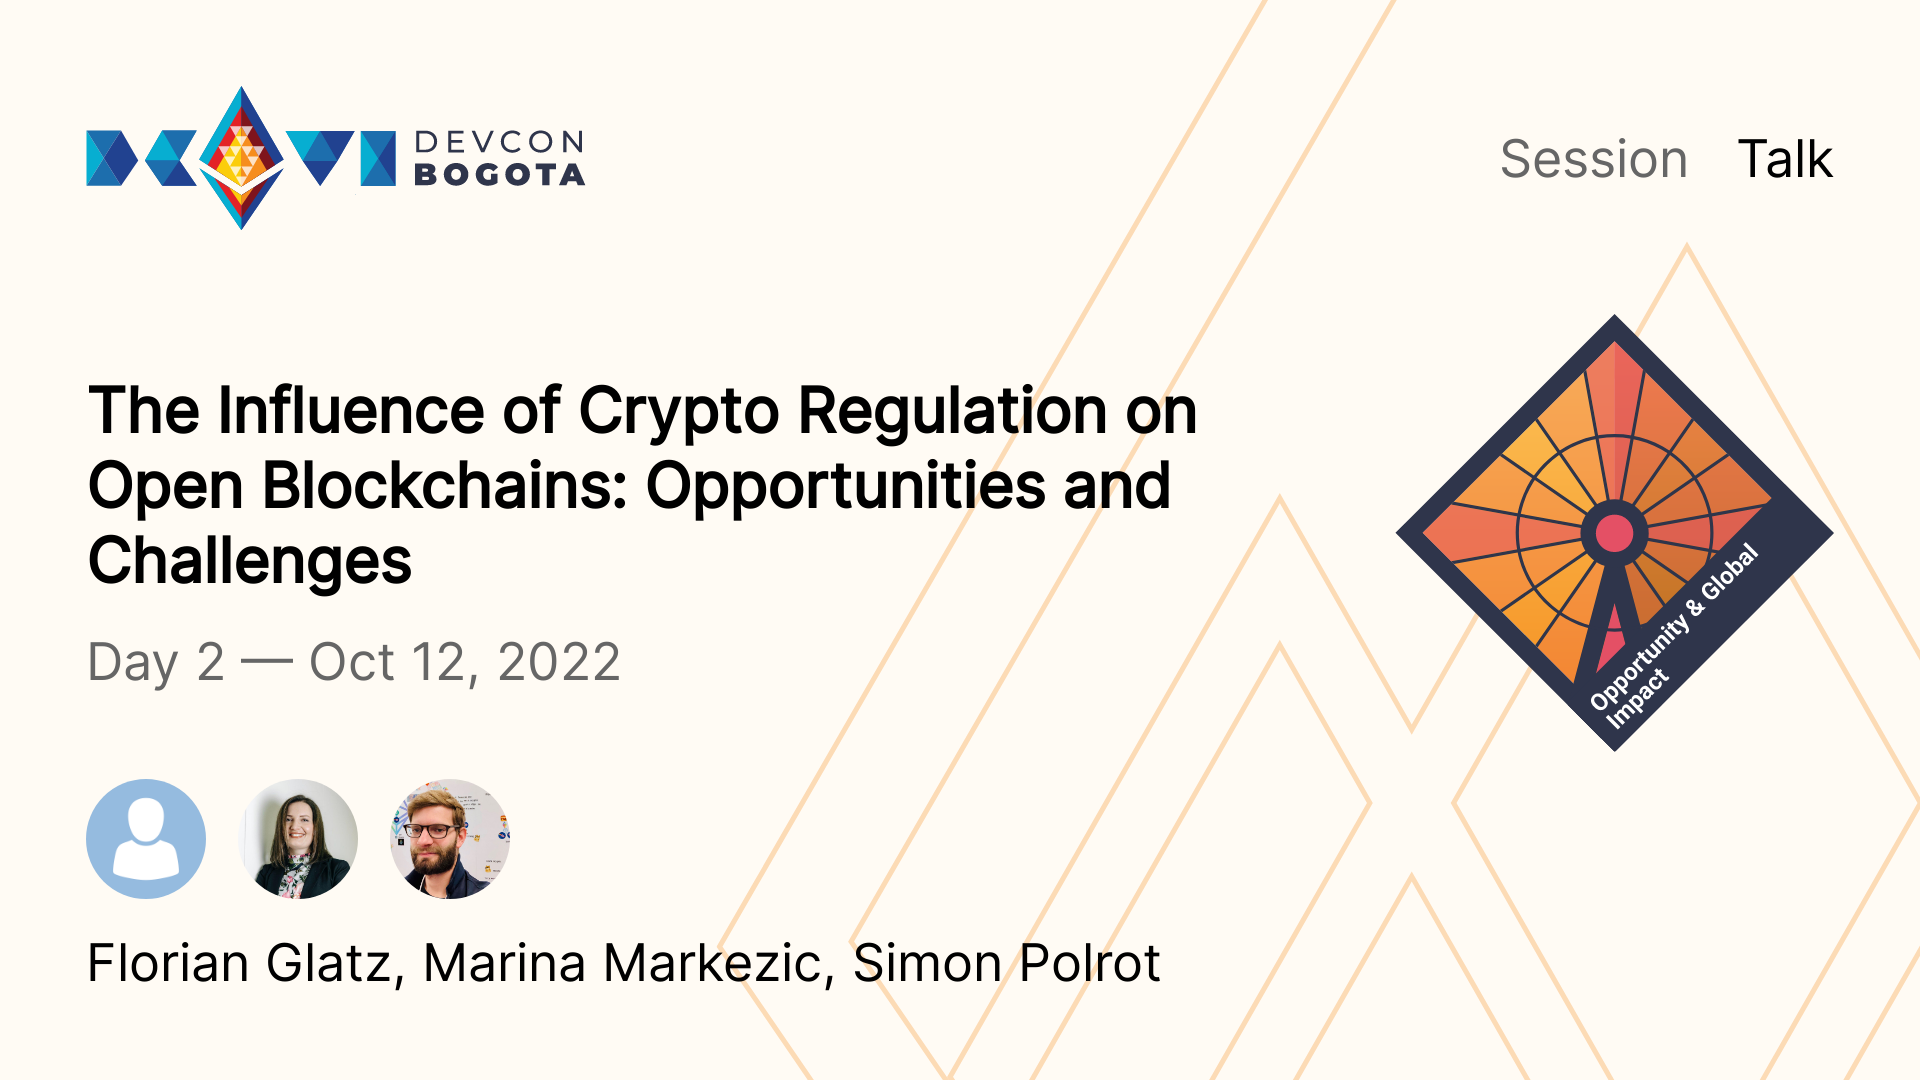 DEVCON
BOGOTA
Session Talk
The Influence of Crypto Regulation on
Open Blockchains: Opportunities and
Challenges
Day 2 — Oct 12, 2022
Opportunity & Global
Impact
Florian Glatz, Marina Markezic, Simon Polrot